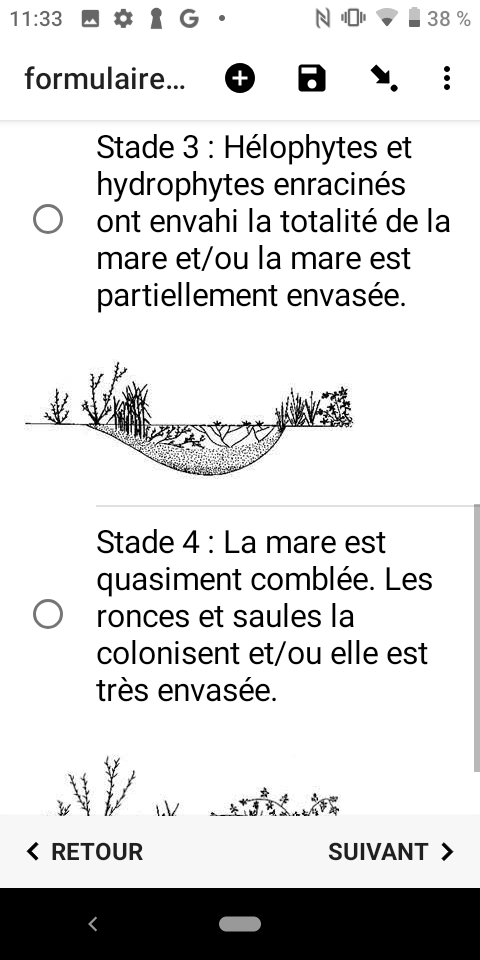 11:33 G 38 %
formulaire...
Stade 3 : Hélophytes et
hydrophytes enracinés
ont envahi la totalité de la
mare et/ou la mare est
partiellement envasée.
Stade 4 : La mare est
quasiment comblée. Les
ronces et saules la
colonisent et/ou elle est
très envasée.
RETOUR SUIVANT